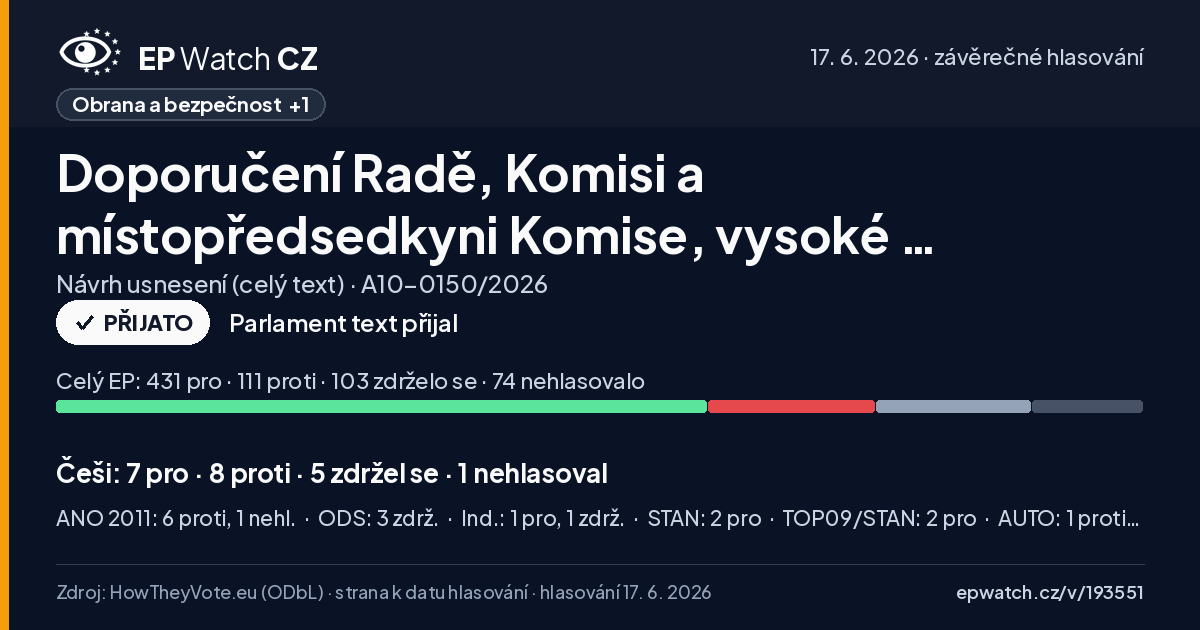 EP Watch CZ
17. 6. 2026 · závěrečné hlasování
Obrana a bezpečnost +1
Doporučení Radě, Komisi a
místopředsedkyni Komise, vysoké …
Návrh usnesení (celý text) · A10–0150/2026
✓ PŘIJATO Parlament text přijal
Celý EP: 431 pro · 111 proti · 103 zdrželo se · 74 nehlasovalo
Češi: 7 pro · 8 proti · 5 zdržel se · 1 nehlasoval
ANO 2011: 6 proti, 1 nehl. · ODS: 3 zdrž. · Ind.: 1 pro, 1 zdrž. · STAN: 2 pro · TOP09/STAN: 2 pro · AUTO: 1 proti…
Zdroj: HowTheyVote.eu (ODbL) · strana k datu hlasování · hlasování 17. 6. 2026
epwatch.cz/v/193551